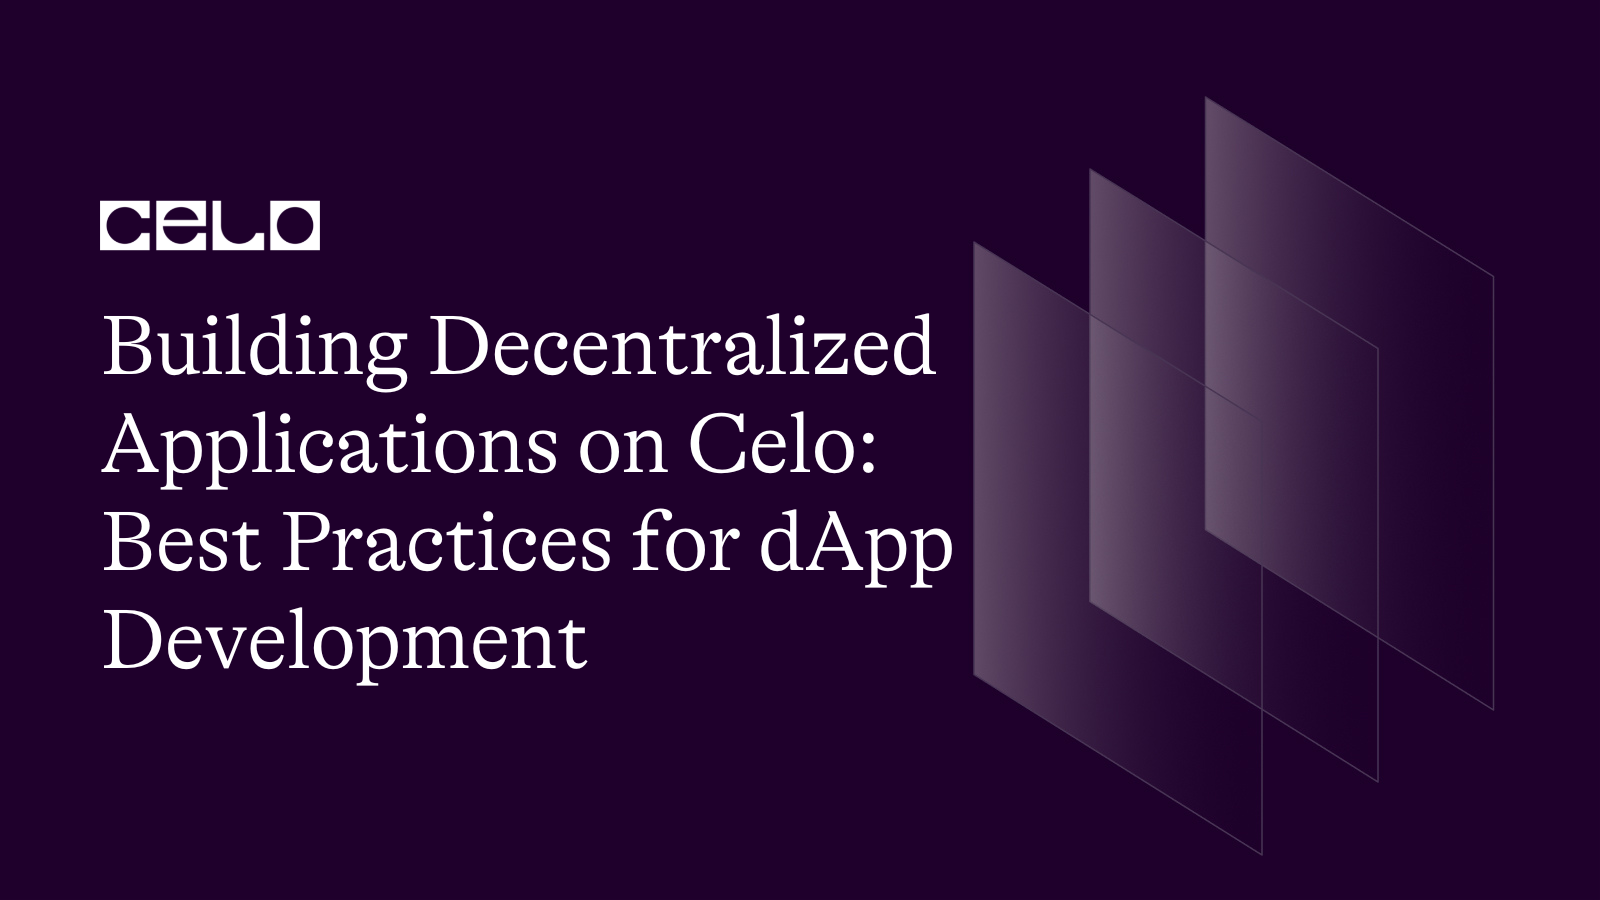 CELO
Building Decentralized
Applications on Celo:
Best Practices for dApp
Development